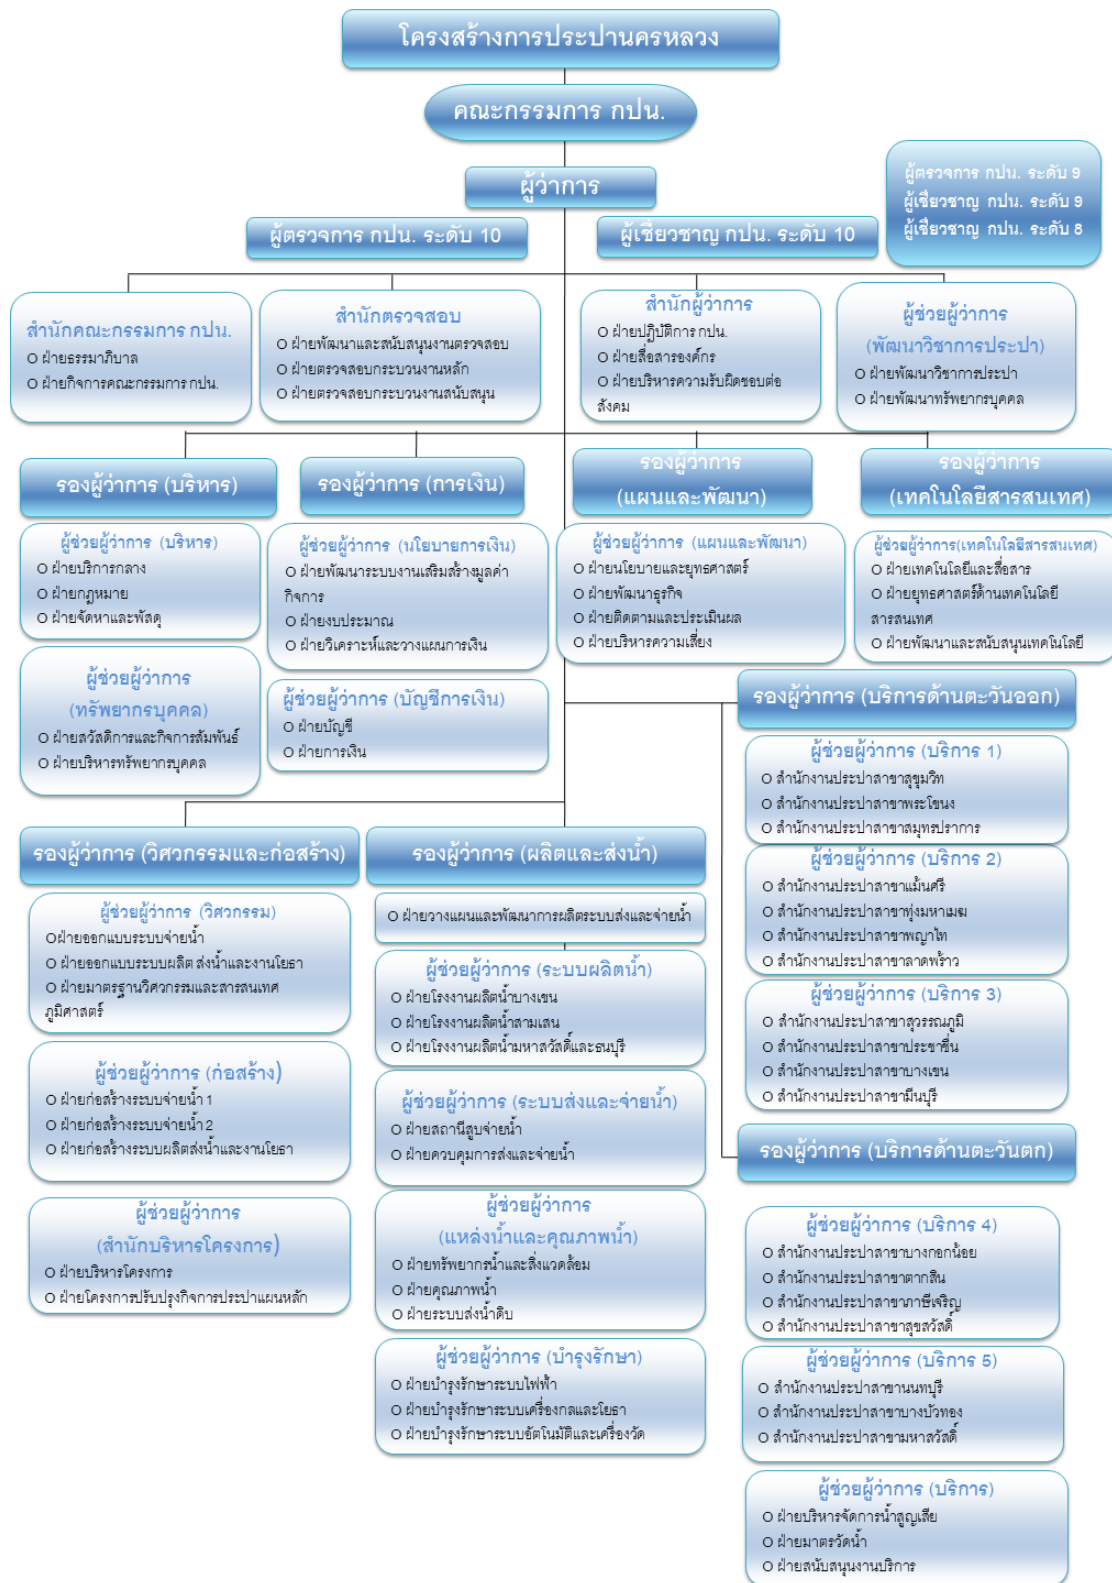 โครงสร้างการประปานครหลวง
คณะกรรมการ กปน.
ผู้ว่าการ
ผู้ตรวจการ กปน. ระดับ 9
ผู้เชี่ยวชาญ กปน. ระดับ 9
ผู้เชี่ยวชาญ กปน. ระดับ 8
ผู้ตรวจการ กปน. ระดับ 10
ผู้เชี่ยวชาญ กปน. ระดับ 10
สำนักคณะกรรมการ กปน.
O ฝ่ายธรรมาภิบาล
O ฝ่ายกิจการคณะกรรมการ กปน.
สำนักตรวจสอบ
O ฝ่ายพัฒนาและสนับสนุนงานตรวจสอบ
O ฝ่ายตรวจสอบกระบวนงานหลัก
O ฝ่ายตรวจสอบกระบวนงานสนับสนุน
สำนักผู้ว่าการ
O ฝ่ายปฏิบัติการ กปน.
O ฝ่ายสื่อสารองค์กร
O ฝ่ายบริหารความรับผิดชอบต่อ
สังคม
ผู้ช่วยผู้ว่าการ
(พัฒนาวิชาการประปา)
O ฝ่ายพัฒนาวิชาการประปา
O ฝ่ายพัฒนาทรัพยากรบุคคล
รองผู้ว่าการ (บริหาร)
ผู้ช่วยผู้ว่าการ (บริหาร)
O ฝ่ายบริการกลาง
O ฝ่ายกฎหมาย
O ฝ่ายจัดหาและพัสดุ
ผู้ช่วยผู้ว่าการ
(ทรัพยากรบุคคล)
O ฝ่ายสวัสดิการและกิจการสัมพันธ์
O ฝ่ายบริหารทรัพยากรบุคคล
รองผู้ว่าการ (การเงิน)
ผู้ช่วยผู้ว่าการ (นโยบายการเงิน)
O ฝ่ายพัฒนาระบบงานเสริมสร้างมูลค่า
กิจการ
O ฝ่ายงบประมาณ
O ฝ่ายวิเคราะห์และวางแผนการเงิน
ผู้ช่วยผู้ว่าการ (บัญชีการเงิน)
O ฝ่ายบัญชี
O ฝ่ายการเงิน
รองผู้ว่าการ
(แผนและพัฒนา)
ผู้ช่วยผู้ว่าการ (แผนและพัฒนา)
O ฝ่ายนโยบายและยุทธศาสตร์
O ฝ่ายพัฒนาธุรกิจ
O ฝ่ายติดตามและประเมินผล
O ฝ่ายบริหารความเสี่ยง
รองผู้ว่าการ
(เทคโนโลยีสารสนเทศ)
ผู้ช่วยผู้ว่าการ(เทคโนโลยีสารสนเทศ)
O ฝ่ายเทคโนโลยีและสื่อสาร
O ฝ่ายยุทธศาสตร์ด้านเทคโนโลยี
สารสนเทศ
O ฝ่ายพัฒนาและสนับสนุนเทคโนโลยี
รองผู้ว่าการ (วิศวกรรมและก่อสร้าง)
ผู้ช่วยผู้ว่าการ (วิศวกรรม)
O ฝ่ายออกแบบระบบจ่ายน้ำ
O ฝ่ายออกแบบระบบผลิต ส่งน้ำและงานโยธา
O ฝ่ายมาตรฐานวิศวกรรมและสารสนเทศ
ภูมิศาสตร์
ผู้ช่วยผู้ว่าการ (ก่อสร้าง)
O ฝ่ายก่อสร้างระบบจ่ายน้ำ 1
O ฝ่ายก่อสร้างระบบจ่ายน้ำ 2
O ฝ่ายก่อสร้างระบบผลิตส่งน้ำและงานโยธา
ผู้ช่วยผู้ว่าการ
(สำนักบริหารโครงการ)
O ฝ่ายบริหารโครงการ
O ฝ่ายโครงการปรับปรุงกิจการประปาแผนหลัก
รองผู้ว่าการ (ผลิตและส่งน้ำ)
O ฝ่ายวางแผนและพัฒนาการผลิตระบบส่งและจ่ายน้ำ
ผู้ช่วยผู้ว่าการ (ระบบผลิตน้ำ)
O ฝ่ายโรงงานผลิตน้ำบางเขน
O ฝ่ายโรงงานผลิตน้ำสามเสน
O ฝ่ายโรงงานผลิตน้ำมหาสวัสดิ์และธนบุรี
ผู้ช่วยผู้ว่าการ (ระบบส่งและจ่ายน้ำ)
O ฝ่ายสถานีสูบจ่ายน้ำ
O ฝ่ายควบคุมการส่งและจ่ายน้ำ
ผู้ช่วยผู้ว่าการ
(แหล่งน้ำและคุณภาพน้ำ)
O ฝ่ายทรัพยากรน้ำและสิ่งแวดล้อม
O ฝ่ายคุณภาพน้ำ
O ฝ่ายระบบส่งน้ำดิบ
ผู้ช่วยผู้ว่าการ (บำรุงรักษา)
O ฝ่ายบำรุงรักษาระบบไฟฟ้า
O ฝ่ายบำรุงรักษาระบบเครื่องกลและโยธา
O ฝ่ายบำรุงรักษาระบบอัตโนมัติและเครื่องวัด
รองผู้ว่าการ (บริการด้านตะวันออก)
ผู้ช่วยผู้ว่าการ (บริการ 1)
O สำนักงานประปาสาขาสุขุมวิท
O สำนักงานประปาสาขาพระโขนง
O สำนักงานประปาสาขาสมุทรปราการ
ผู้ช่วยผู้ว่าการ (บริการ 2)
O สำนักงานประปาสาขาแม้นศรี
O สำนักงานประปาสาขาทุ่งมหาเมฆ
O สำนักงานประปาสาขาพญาไท
O สำนักงานประปาสาขาลาดพร้าว
ผู้ช่วยผู้ว่าการ (บริการ 3)
O สำนักงานประปาสาขาสุวรรณภูมิ
O สำนักงานประปาสาขาประชาชื่น
O สำนักงานประปาสาขาบางเขน
O สำนักงานประปาสาขามีนบุรี
รองผู้ว่าการ (บริการด้านตะวันตก)
ผู้ช่วยผู้ว่าการ (บริการ 4)
O สำนักงานประปาสาขาบางกอกน้อย
O สำนักงานประปาสาขาตากสิน
O สำนักงานประปาสาขาภาษีเจริญ
O สำนักงานประปาสาขาสุขสวัสดิ์
ผู้ช่วยผู้ว่าการ (บริการ 5)
O สำนักงานประปาสาขานนทบุรี
O สำนักงานประปาสาขาบางบัวทอง
O สำนักงานประปาสาขามหาสวัสดิ์
ผู้ช่วยผู้ว่าการ (บริการ)
O ฝ่ายบริหารจัดการน้ำสูญเสีย
O ฝ่ายมาตรวัดน้ำ
O ฝ่ายสนับสนุนงานบริการ